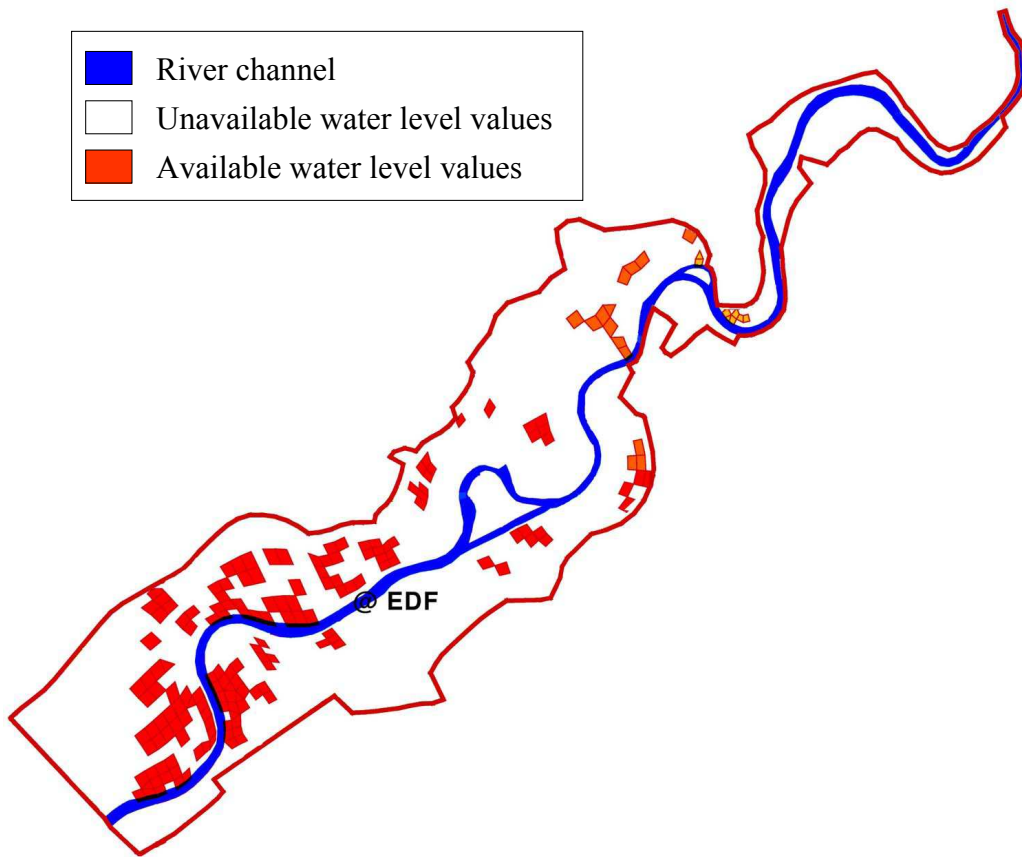 River channel
Unavailable water level values
Available water level values
@ EDF